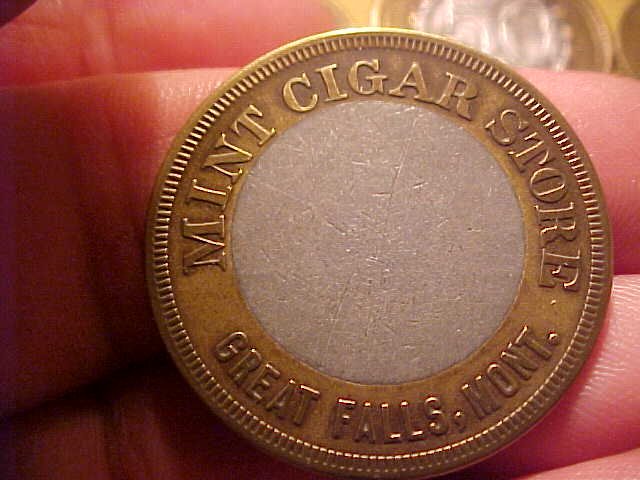 MINT CIGAR STORE
GREAT FALLS, MONT.